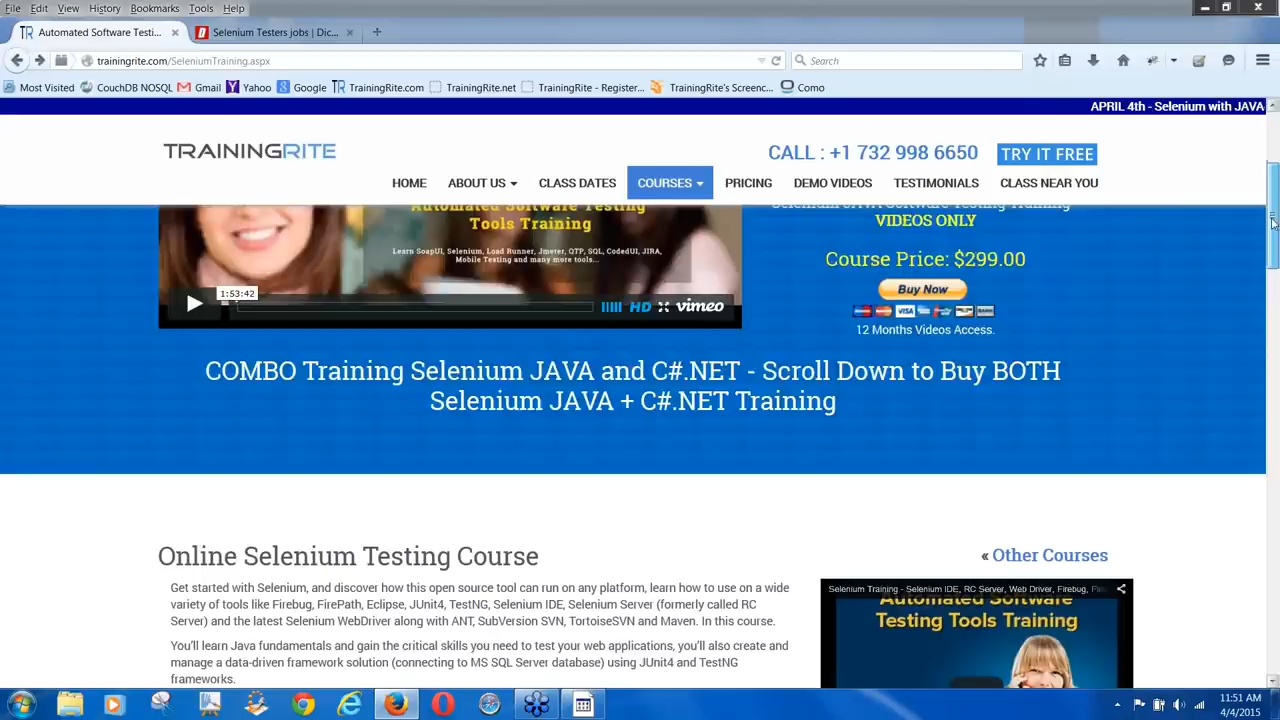 File Edit View History Bookmarks Tools Help
TR Automated Software Testi... × D Selenium Testers jobs | Dic... × +
trainingrite.com/SeleniumTraining.aspx Search
Most Visited CouchDB NOSQL Gmail Yahoo Google TrainingRite.com TrainingRite.net TrainingRite - Register... TrainingRite's Screenc... Como
APRIL 4th - Selenium with JAVA
TRAININGRITE
CALL : +1 732 998 6650 TRY IT FREE
HOME ABOUT US CLASS DATES COURSES PRICING DEMO VIDEOS TESTIMONIALS CLASS NEAR YOU
Automated Software Testing
Tools Training
Learn SoapUI, Selenium, Load Runner, Jmeter, QTP, SQL, CodedUI, JIRA,
Mobile Testing and many more tools...
1:53:42
HD vimeo
Selenium JAVA Software Testing Training
VIDEOS ONLY
Course Price: $299.00
Buy Now
VISA
12 Months Videos Access.
COMBO Training Selenium JAVA and C#.NET - Scroll Down to Buy BOTH
Selenium JAVA + C#.NET Training
Online Selenium Testing Course
Get started with Selenium, and discover how this open source tool can run on any platform, learn how to use on a wide
variety of tools like Firebug, FirePath, Eclipse, JUnit4, TestNG, Selenium IDE, Selenium Server (formerly called RC
Server) and the latest Selenium WebDriver along with ANT, SubVersion SVN, TortoiseSVN and Maven. In this course.
You'll learn Java fundamentals and gain the critical skills you need to test your web applications, you'll also create and
manage a data-driven framework solution (connecting to MS SQL Server database) using JUnit4 and TestNG
frameworks.
« Other Courses
Selenium Training - Selenium IDE, RC Server, Web Driver, Firebug,
Automated Software
Testing Tools Training
11:51 AM
4/4/2015